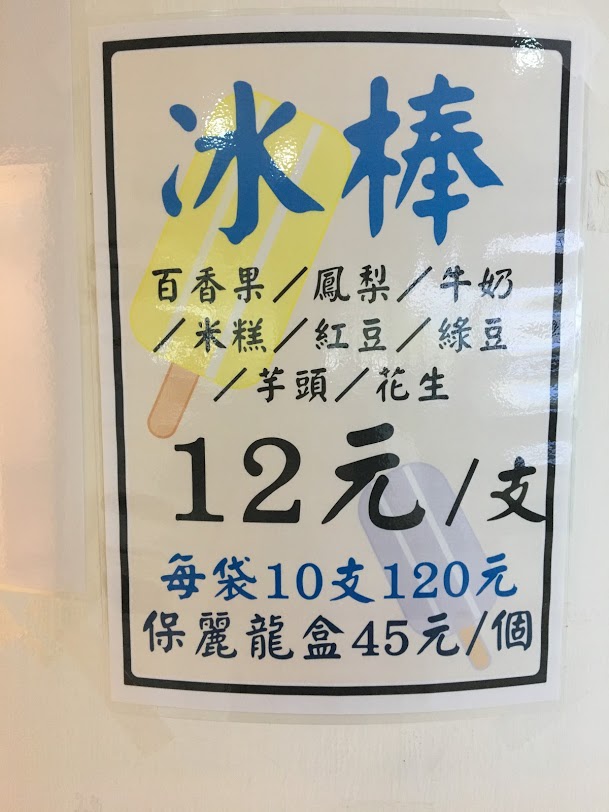 冰棒
百香果／鳳梨／牛奶
／米糕／紅豆／綠豆
／芋頭／花生
12元/支
每袋10支120元
保麗龍盒45元/個